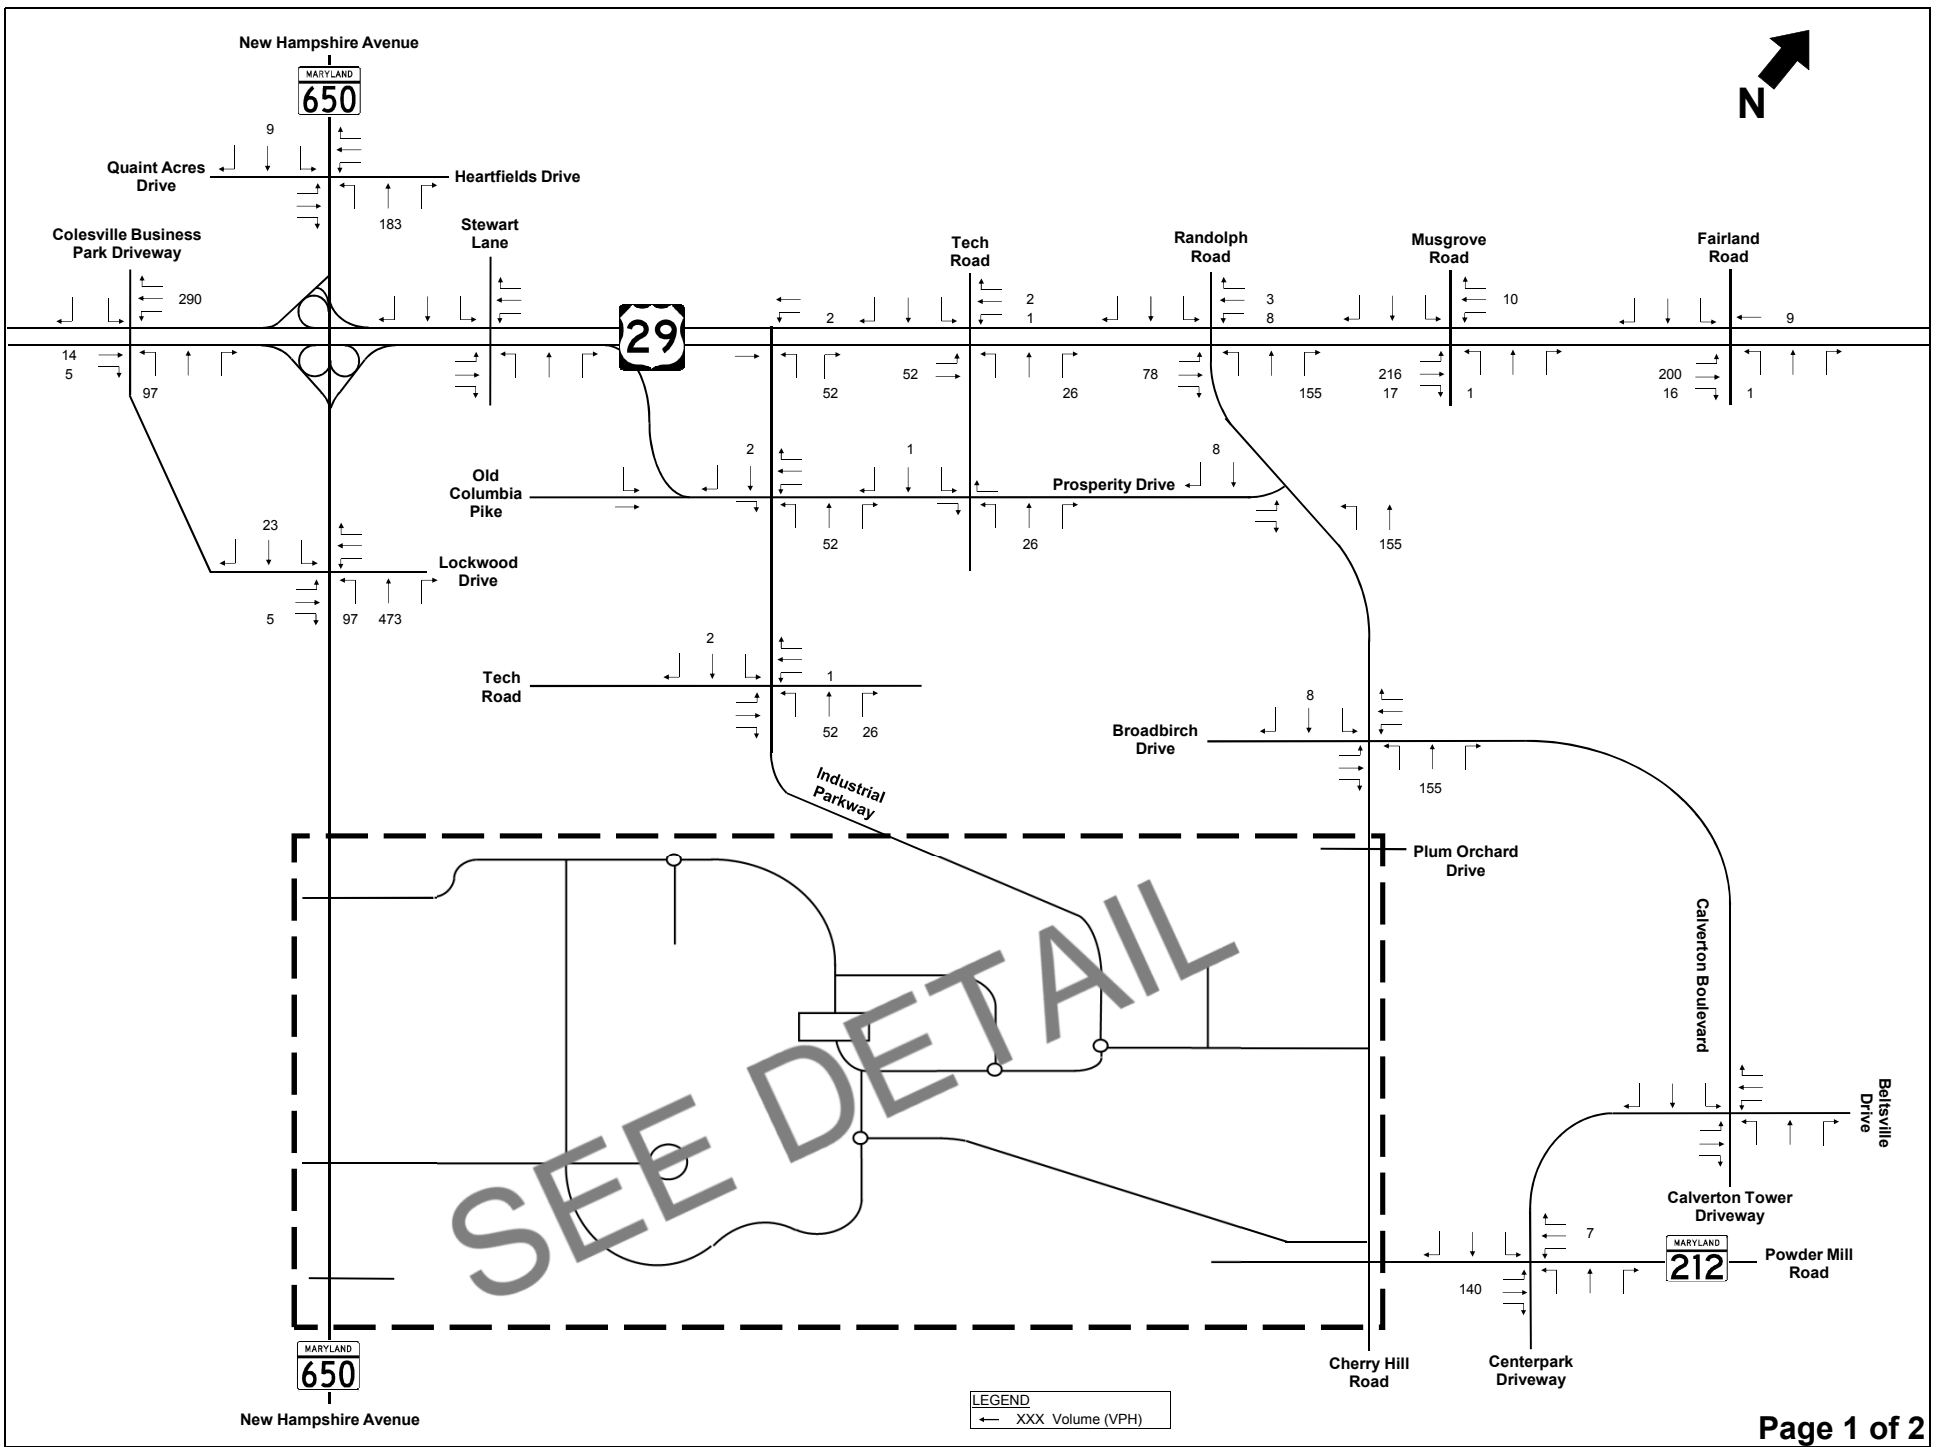 New Hampshire Avenue
MARYLAND
650
N
9
Quaint Acres
Drive
Heartfields Drive
183
Colesville Business
Park Driveway
Stewart
Lane
Tech
Road
Randolph
Road
Musgrove
Road
Fairland
Road
290
2
2
1
3
8
10
9
29
14
5
97
52
52
26
78
155
216
17
1
200
16
1
Old
Columbia
Pike
2
1
Prosperity Drive
8
52
26
155
23
Lockwood
Drive
5
97
473
Tech
Road
2
1
52
26
Industrial
Parkway
Broadbirch
Drive
8
155
Plum Orchard
Drive
Calverton Boulevard
SEE DETAIL
Beltsville
Drive
Calverton Tower
Driveway
7
MARYLAND
212
Powder Mill
Road
140
MARYLAND
650
New Hampshire Avenue
Cherry Hill
Road
Centerpark
Driveway
LEGEND
XXX Volume (VPH)
Page 1 of 2